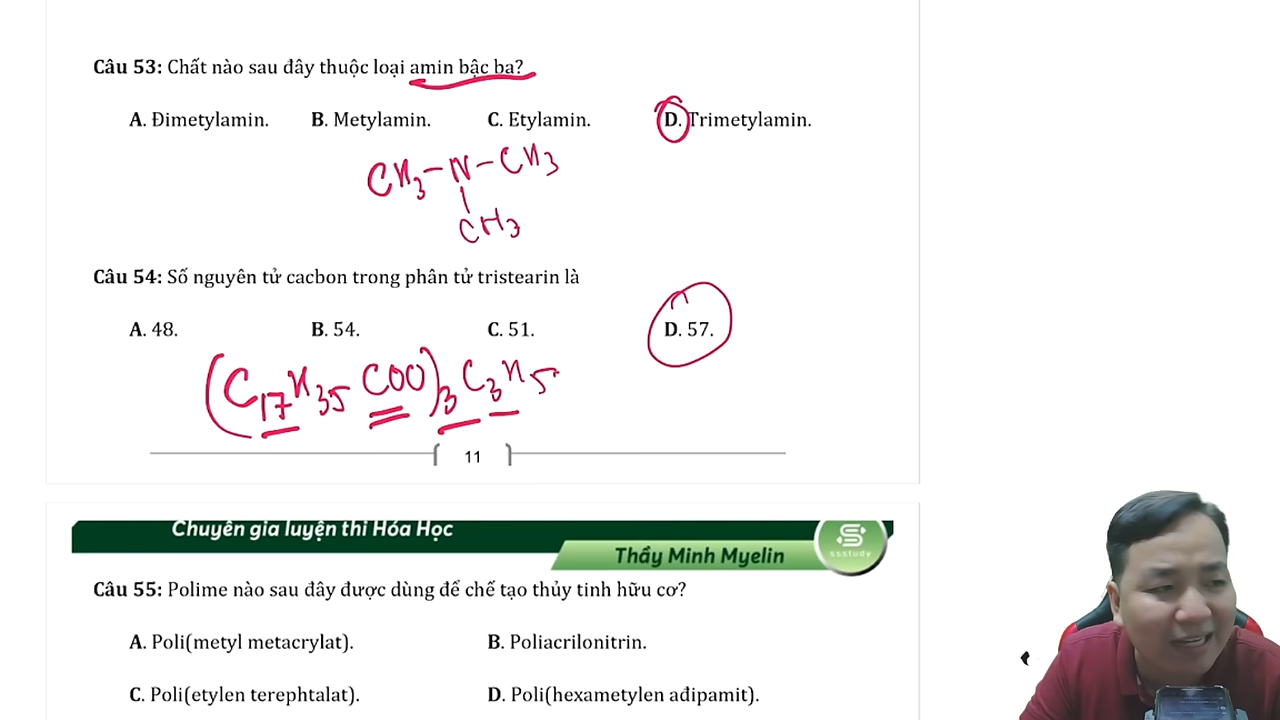 Câu 53: Chất nào sau đây thuộc loại amin bậc ba?
A. Đimetylamin. B. Metylamin. C. Etylamin. D. Trimetylamin.
CH3-N-CH3
CH3
Câu 54: Số nguyên tử cacbon trong phân tử tristearin là
A. 48. B. 54. C. 51. D. 57.
(C17H35COO)3C3H5
11
Chuyên gia luyện thi Hóa Học
Thầy Minh Myelin
ssstudy
Câu 55: Polime nào sau đây được dùng để chế tạo thủy tinh hữu cơ?
A. Poli(metyl metacrylat). B. Poliacrilonitrin.
C. Poli(etylen terephtalat). D. Poli(hexametylen ađipamit).